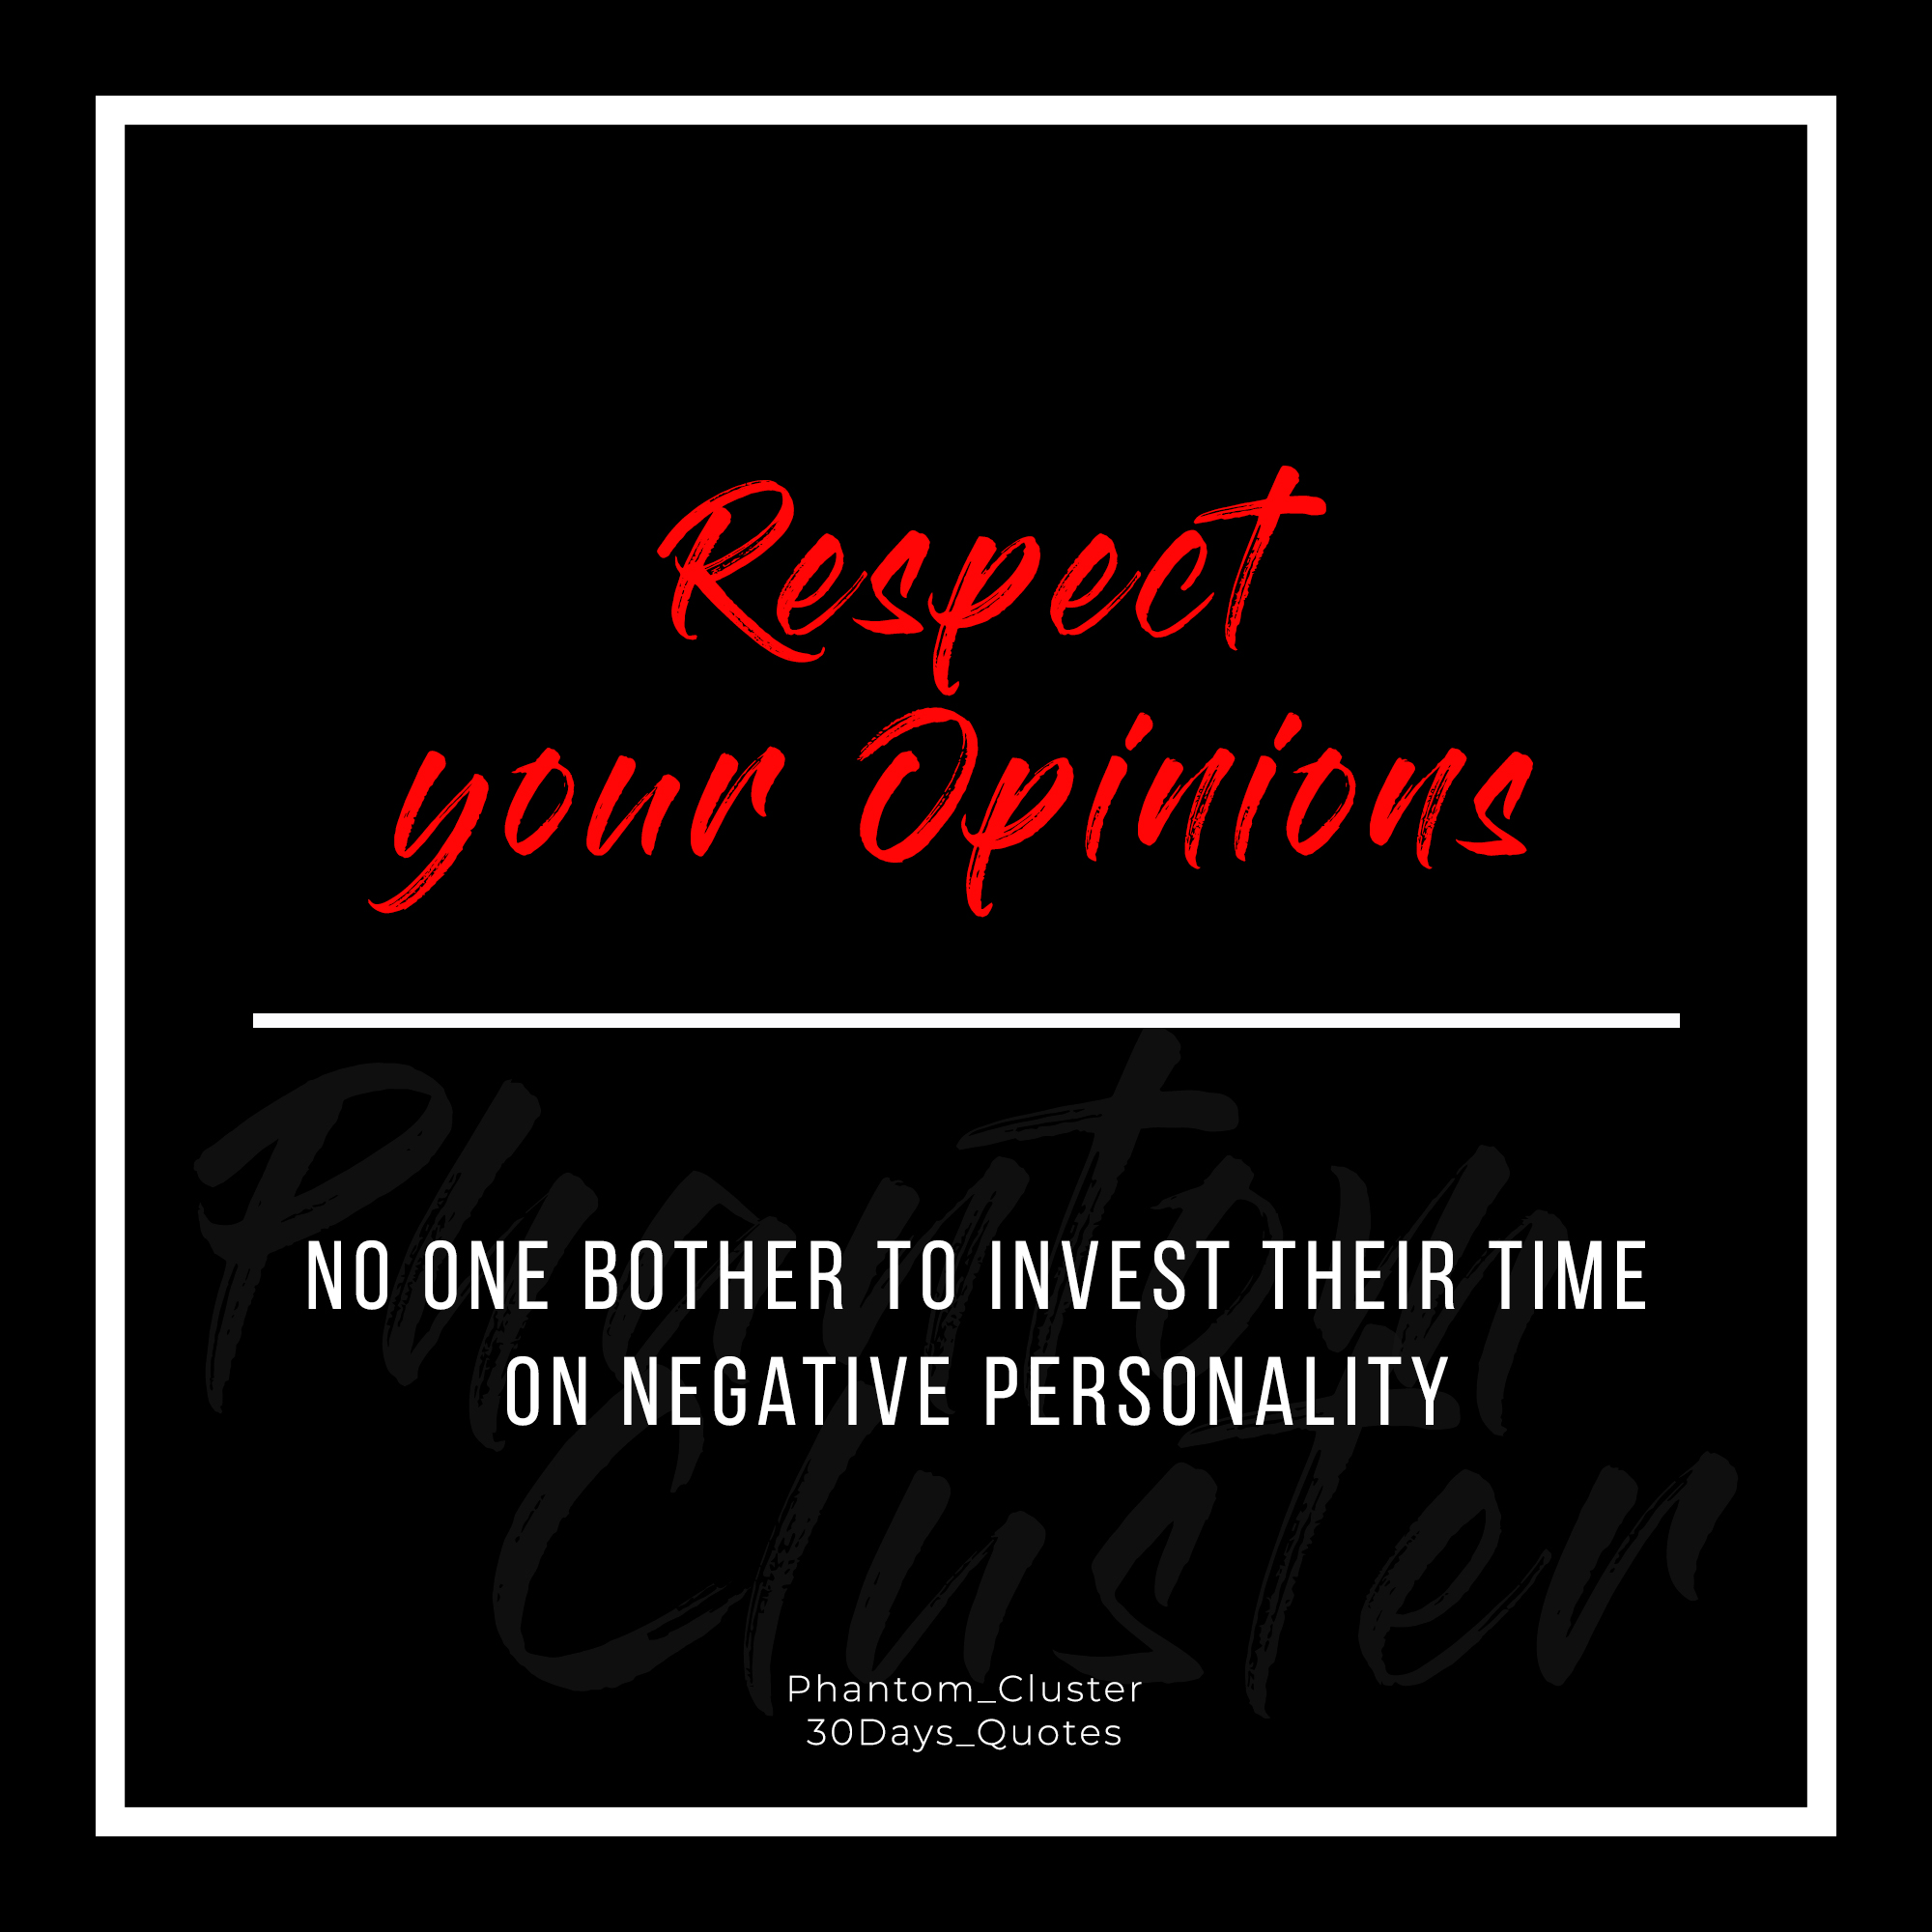 Respect
your Opinions
Phantom
Cluster
NO ONE BOTHER TO INVEST THEIR TIME
ON NEGATIVE PERSONALITY
Phantom_Cluster
30Days_Quotes